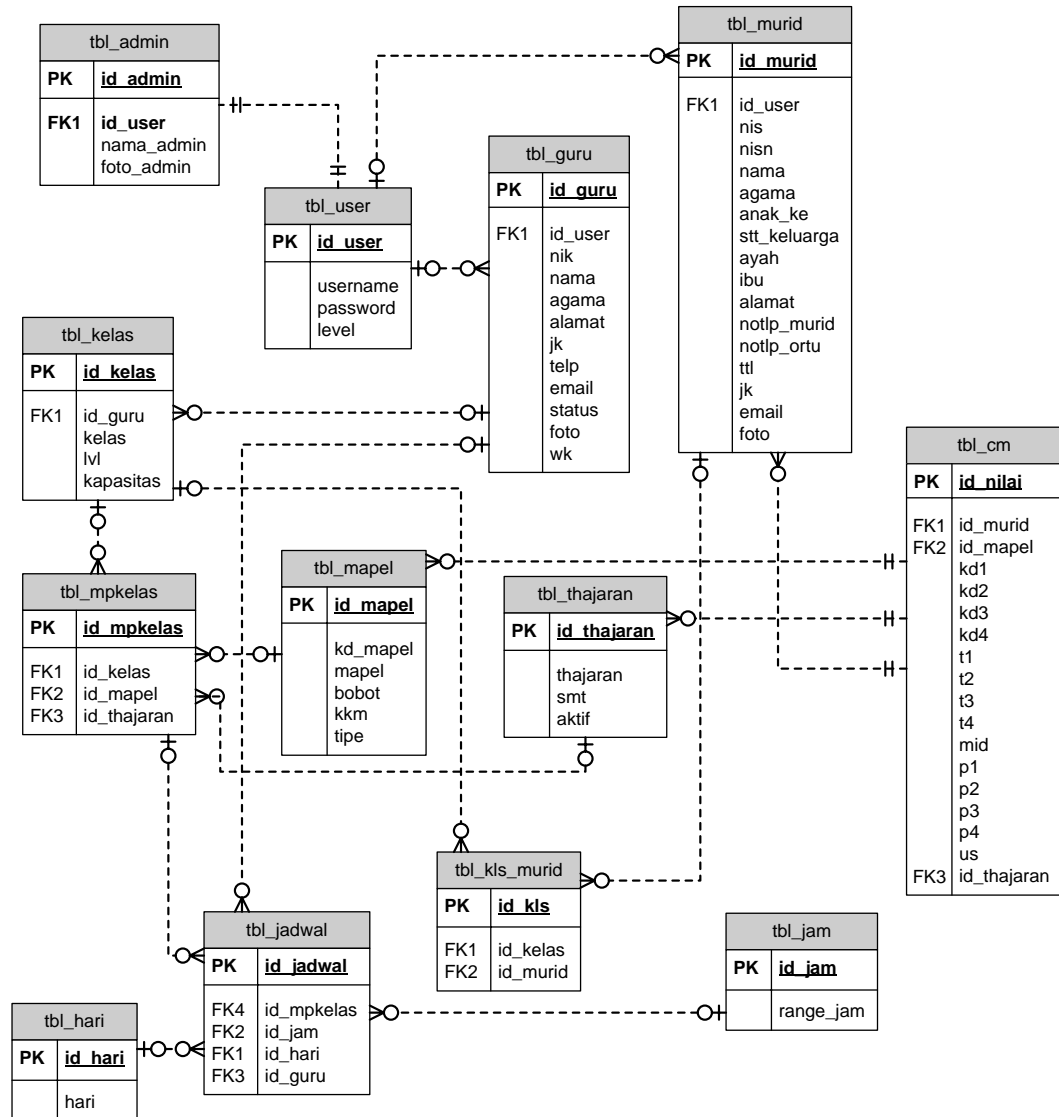 tbl_admin
PK id_admin
FK1 id_user
nama_admin
foto_admin
tbl_murid
PK id_murid
FK1 id_user
nis
nisn
nama
agama
anak_ke
stt_keluarga
ayah
ibu
alamat
notlp_murid
notlp_ortu
ttl
jk
email
foto
tbl_guru
PK id_guru
FK1 id_user
nik
nama
agama
alamat
jk
telp
email
status
foto
wk
tbl_user
PK id_user
username
password
level
tbl_kelas
PK id_kelas
FK1 id_guru
kelas
lvl
kapasitas
tbl_cm
PK id_nilai
FK1 id_murid
FK2 id_mapel
kd1
kd2
kd3
kd4
t1
t2
t3
t4
mid
p1
p2
p3
p4
us
FK3 id_thajaran
tbl_mpkelas
PK id_mpkelas
FK1 id_kelas
FK2 id_mapel
FK3 id_thajaran
tbl_mapel
PK id_mapel
kd_mapel
mapel
bobot
kkm
tipe
tbl_thajaran
PK id_thajaran
thajaran
smt
aktif
tbl_kls_murid
PK id_kls
FK1 id_kelas
FK2 id_murid
tbl_jadwal
PK id_jadwal
FK4 id_mpkelas
FK2 id_jam
FK1 id_hari
FK3 id_guru
tbl_jam
PK id_jam
range_jam
tbl_hari
PK id_hari
hari